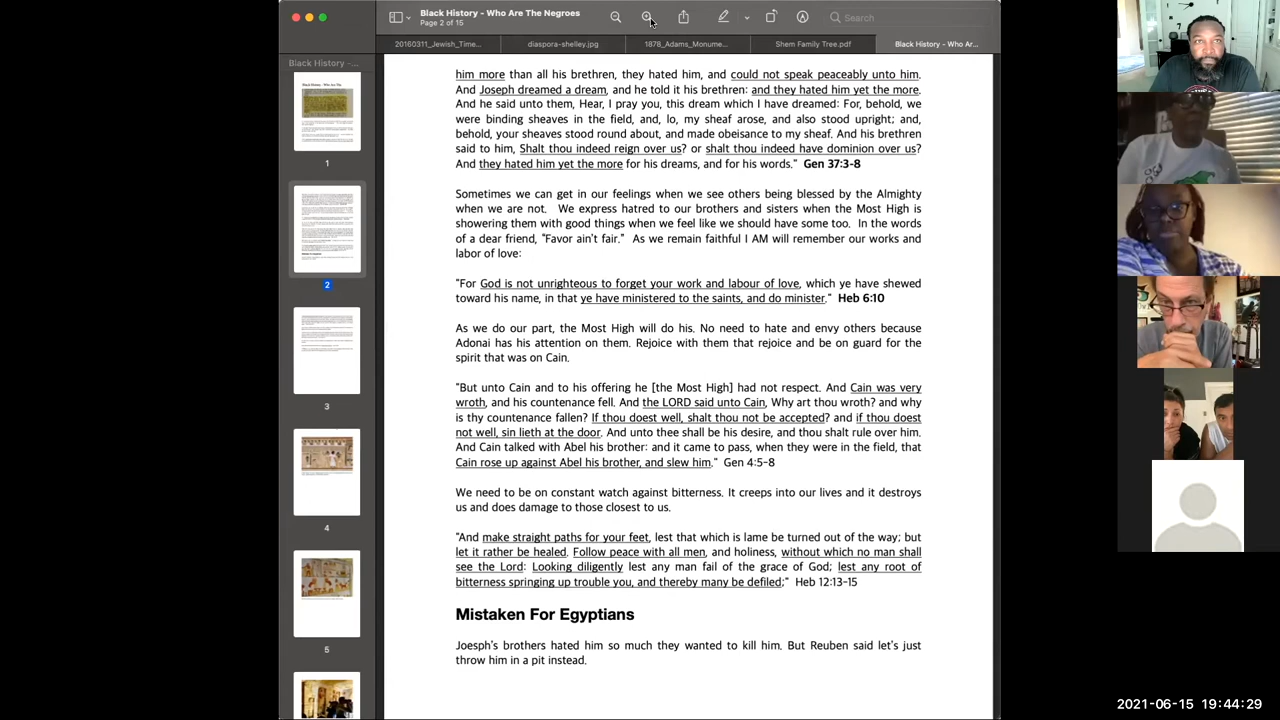 Black History - Who Are The Negroes
Page 2 of 15
Search
20160311_Jewish_Time...
diaspora-shelley.jpg
1878_Adams_Monume...
Shem Family Tree.pdf
Black History - Who Ar...
Black History -...
1
2
3
4
5
him more than all his brethren, they hated him, and could not speak peaceably unto him.
And Joseph dreamed a dream, and he told it his brethren: and they hated him yet the more.
And he said unto them, Hear, I pray you, this dream which I have dreamed: For, behold, we
were binding sheaves in the field, and, lo, my sheaf arose, and also stood upright; and,
behold, your sheaves stood round about, and made obeisance to my sheaf. And his brethren
said to him, Shalt thou indeed reign over us? or shalt thou indeed have dominion over us?
And they hated him yet the more for his dreams, and for his words." Gen 37:3-8
Sometimes we can get in our feelings when we see others being blessed by the Almighty
when we are not. We express hatred to our brothers and sisters when the Most High is
showering them with good things when we feel like we should have some too. In the words
of a dear friend, "Favor ain't fair." As we remain faithful I AM will remember our works and
labor of love:
"For God is not unrighteous to forget your work and labour of love, which ye have shewed
toward his name, in that ye have ministered to the saints, and do minister." Heb 6:10
As we do our part, the Most High will do his. No need to hate and envy others because
Adonai has his attention on them. Rejoice with them that rejoice and be on guard for the
spirit that was on Cain.
"But unto Cain and to his offering he [the Most High] had not respect. And Cain was very
wroth, and his countenance fell. And the LORD said unto Cain, Why art thou wroth? and why
is thy countenance fallen? If thou doest well, shalt thou not be accepted? and if thou doest
not well, sin lieth at the door. And unto thee shall be his desire, and thou shalt rule over him.
And Cain talked with Abel his brother: and it came to pass, when they were in the field, that
Cain rose up against Abel his brother, and slew him." Gen 4:5-8
We need to be on constant watch against bitterness. It creeps into our lives and it destroys
us and does damage to those closest to us.
"And make straight paths for your feet, lest that which is lame be turned out of the way; but
let it rather be healed. Follow peace with all men, and holiness, without which no man shall
see the Lord: Looking diligently lest any man fail of the grace of God; lest any root of
bitterness springing up trouble you, and thereby many be defiled;" Heb 12:13-15
Mistaken For Egyptians
Joesph's brothers hated him so much they wanted to kill him. But Reuben said let's just
throw him in a pit instead.
2021-06-15 19:44:29